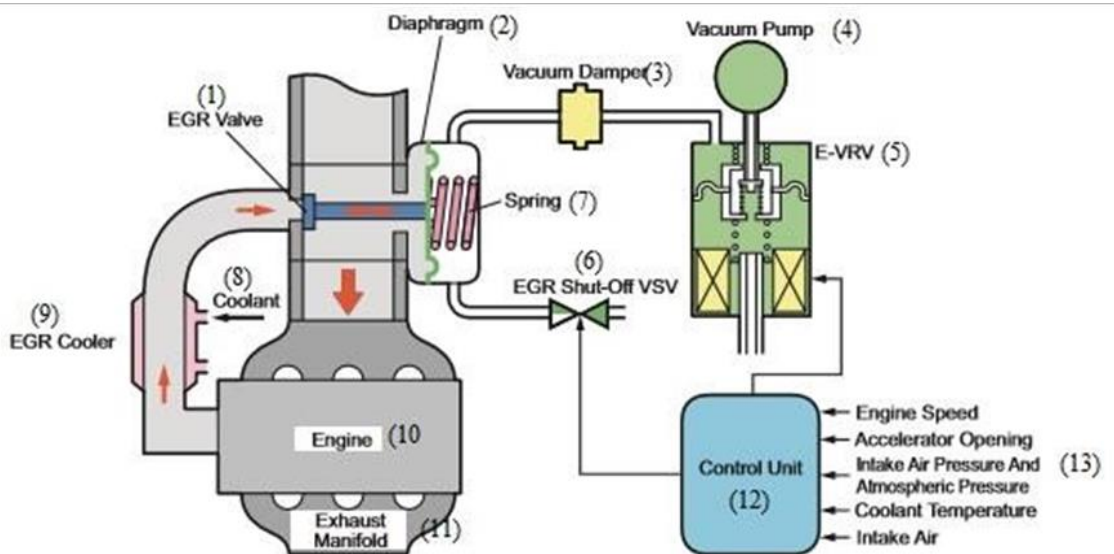 Diaphragm (2)
Vacuum Pump (4)
Vacuum Damper (3)
(1)
EGR Valve
E-VRV (5)
Spring (7)
(6)
EGR Shut-Off VSV
(8)
Coolant
(9)
EGR Cooler
Engine (10
Exhaust
Manifold (11)
Control Unit
(12)
Engine Speed
Accelerator Opening
Intake Air Pressure And
Atmospheric Pressure
(13)
Coolant Temperature
Intake Air